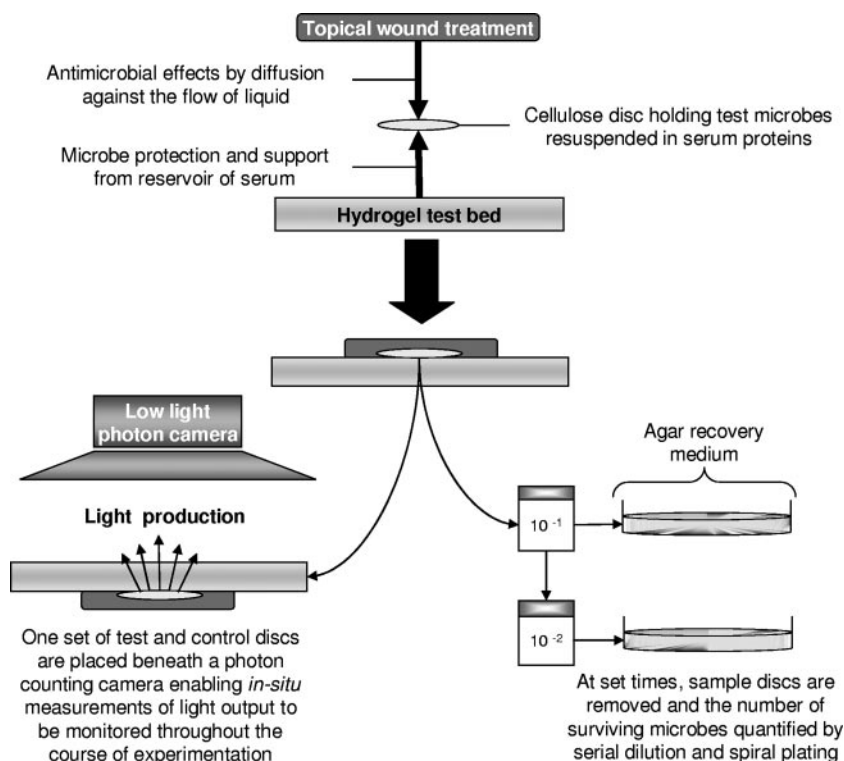 Topical wound treatment
Antimicrobial effects by diffusion
against the flow of liquid
Cellulose disc holding test microbes
resuspended in serum proteins
Microbe protection and support
from reservoir of serum
Hydrogel test bed
Low light
photon camera
Light production
Agar recovery
medium
10 -1
10 -2
One set of test and control discs
are placed beneath a photon
counting camera enabling in-situ
measurements of light output to
be monitored throughout the
course of experimentation
At set times, sample discs are
removed and the number of
surviving microbes quantified by
serial dilution and spiral plating